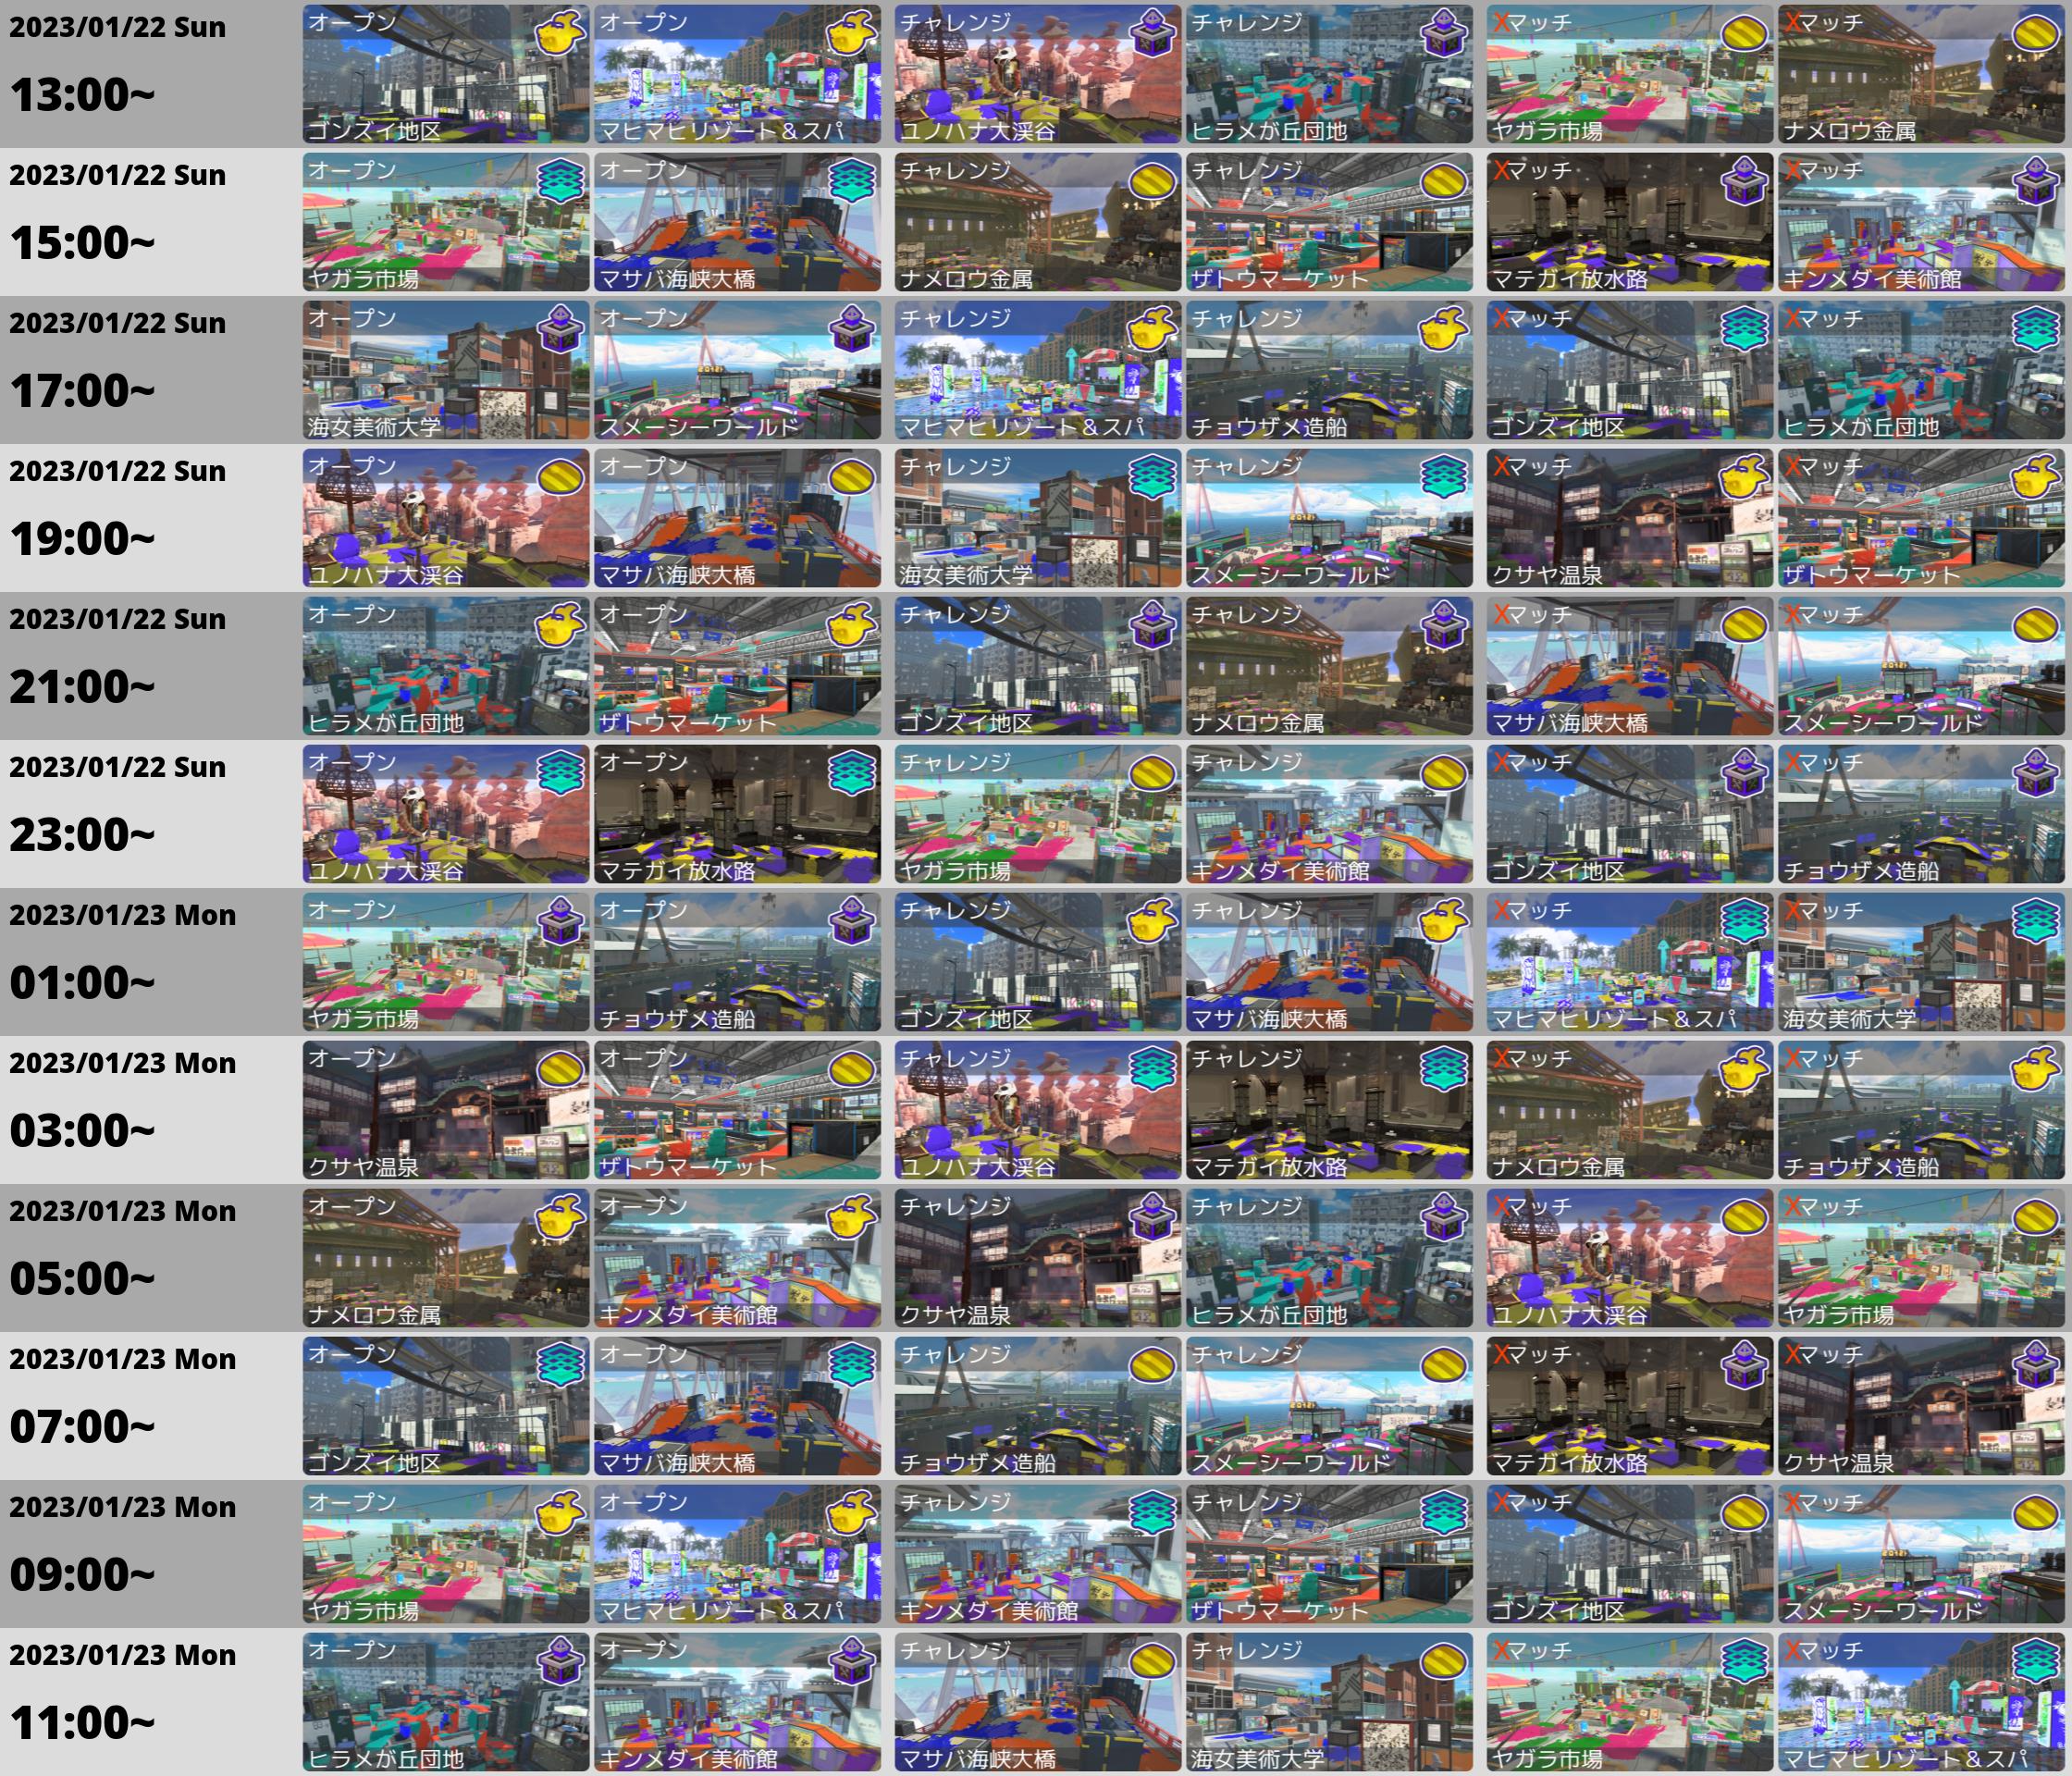 2023/01/22 Sun
13:00~
オープン
ゴンズイ地区
オープン
マヒマヒリゾート＆スパ
チャレンジ
ユノハナ大渓谷
チャレンジ
ヒラメが丘団地
Xマッチ
ヤガラ市場
Xマッチ
ナメロウ金属
2023/01/22 Sun
15:00~
オープン
ヤガラ市場
オープン
マサバ海峡大橋
チャレンジ
ナメロウ金属
チャレンジ
ザトウマーケット
Xマッチ
マテガイ放水路
Xマッチ
キンメダイ美術館
2023/01/22 Sun
17:00~
オープン
海女美術大学
オープン
スメーシーワールド
チャレンジ
マヒマヒリゾート＆スパ
チャレンジ
チョウザメ造船
Xマッチ
ゴンズイ地区
Xマッチ
ヒラメが丘団地
2023/01/22 Sun
19:00~
オープン
ユノハナ大渓谷
オープン
マサバ海峡大橋
チャレンジ
海女美術大学
チャレンジ
スメーシーワールド
Xマッチ
クサヤ温泉
Xマッチ
ザトウマーケット
2023/01/22 Sun
21:00~
オープン
ヒラメが丘団地
オープン
ザトウマーケット
チャレンジ
ゴンズイ地区
チャレンジ
ナメロウ金属
Xマッチ
マサバ海峡大橋
Xマッチ
スメーシーワールド
2023/01/22 Sun
23:00~
オープン
ユノハナ大渓谷
オープン
マテガイ放水路
チャレンジ
ヤガラ市場
チャレンジ
キンメダイ美術館
Xマッチ
ゴンズイ地区
Xマッチ
チョウザメ造船
2023/01/23 Mon
01:00~
オープン
ヤガラ市場
オープン
チョウザメ造船
チャレンジ
ゴンズイ地区
チャレンジ
マサバ海峡大橋
Xマッチ
マヒマヒリゾート＆スパ
Xマッチ
海女美術大学
2023/01/23 Mon
03:00~
オープン
クサヤ温泉
オープン
ザトウマーケット
チャレンジ
ユノハナ大渓谷
チャレンジ
マテガイ放水路
Xマッチ
ナメロウ金属
Xマッチ
チョウザメ造船
2023/01/23 Mon
05:00~
オープン
ナメロウ金属
オープン
キンメダイ美術館
チャレンジ
クサヤ温泉
チャレンジ
ヒラメが丘団地
Xマッチ
ユノハナ大渓谷
Xマッチ
ヤガラ市場
2023/01/23 Mon
07:00~
オープン
ゴンズイ地区
オープン
マサバ海峡大橋
チャレンジ
チョウザメ造船
チャレンジ
スメーシーワールド
Xマッチ
マテガイ放水路
Xマッチ
クサヤ温泉
2023/01/23 Mon
09:00~
オープン
ヤガラ市場
オープン
マヒマヒリゾート＆スパ
チャレンジ
キンメダイ美術館
チャレンジ
ザトウマーケット
Xマッチ
ゴンズイ地区
Xマッチ
スメーシーワールド
2023/01/23 Mon
11:00~
オープン
ヒラメが丘団地
オープン
キンメダイ美術館
チャレンジ
マサバ海峡大橋
チャレンジ
海女美術大学
Xマッチ
ヤガラ市場
Xマッチ
マヒマヒリゾート＆スパ